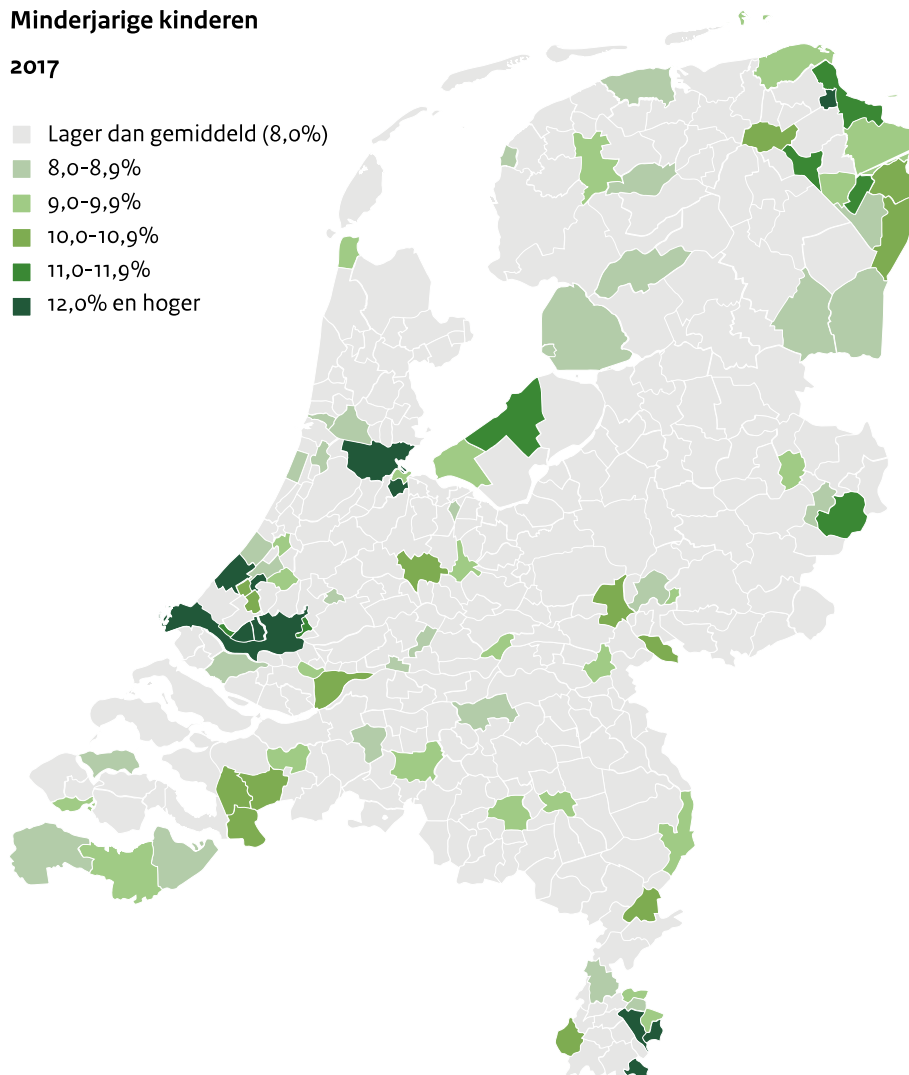 Minderjarige kinderen
2017
Lager dan gemiddeld (8,0%)
8,0-8,9%
9,0-9,9%
10,0-10,9%
11,0-11,9%
12,0% en hoger